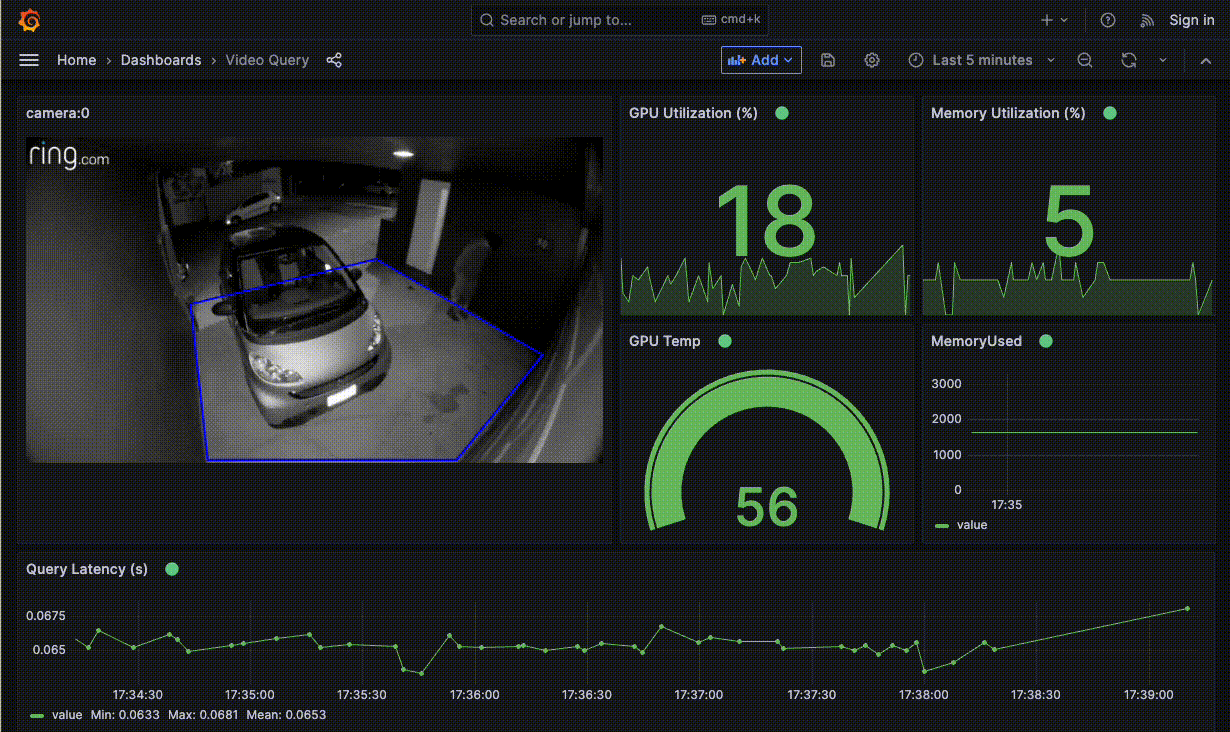 Search or jump to... cmd+k Sign in
Home › Dashboards › Video Query Add Last 5 minutes
camera:0
ring.com
GPU Utilization (%)
18
Memory Utilization (%)
5
GPU Temp
56
MemoryUsed
3000
2000
1000
0
17:35
value
Query Latency (s)
0.0675
0.065
17:34:30 17:35:00 17:35:30 17:36:00 17:36:30 17:37:00 17:37:30 17:38:00 17:38:30 17:39:00
value Min: 0.0633 Max: 0.0681 Mean: 0.0653